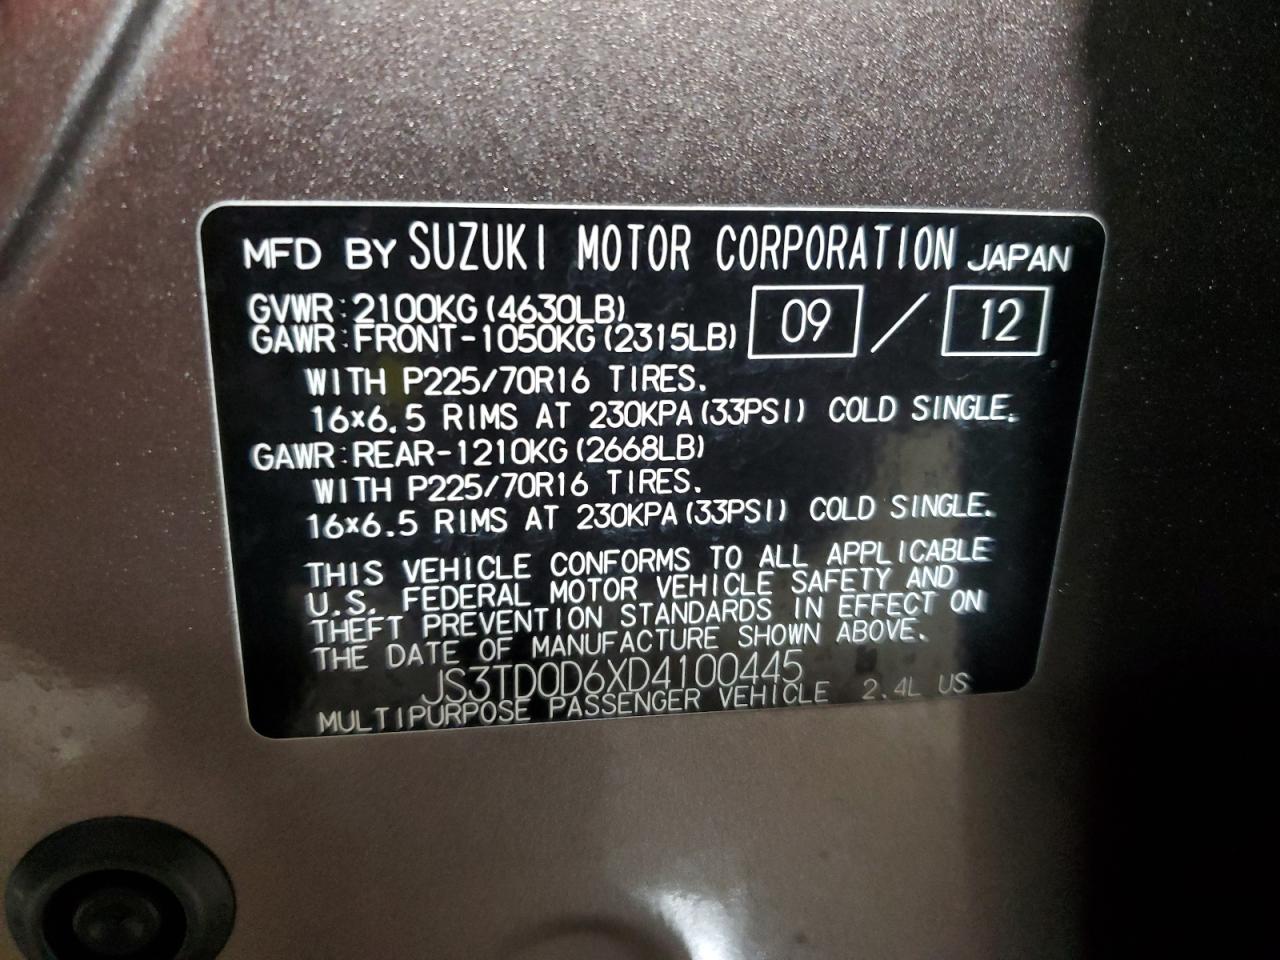 MFD BY SUZUKI MOTOR CORPORATION JAPAN
GVWR:2100KG(4630LB) 09 / 12
GAWR:FRONT-1050KG(2315LB)
WITH P225/70R16 TIRES.
16×6.5 RIMS AT 230KPA(33PSI) COLD SINGLE.
GAWR:REAR-1210KG(2668LB)
WITH P225/70R16 TIRES.
16×6.5 RIMS AT 230KPA(33PSI) COLD SINGLE.
THIS VEHICLE CONFORMS TO ALL APPLICABLE
U.S. FEDERAL MOTOR VEHICLE SAFETY AND
THEFT PREVENTION STANDARDS IN EFFECT ON
THE DATE OF MANUFACTURE SHOWN ABOVE.
JS3TD0D6XD4100445
MULTIPURPOSE PASSENGER VEHICLE 2.4L US